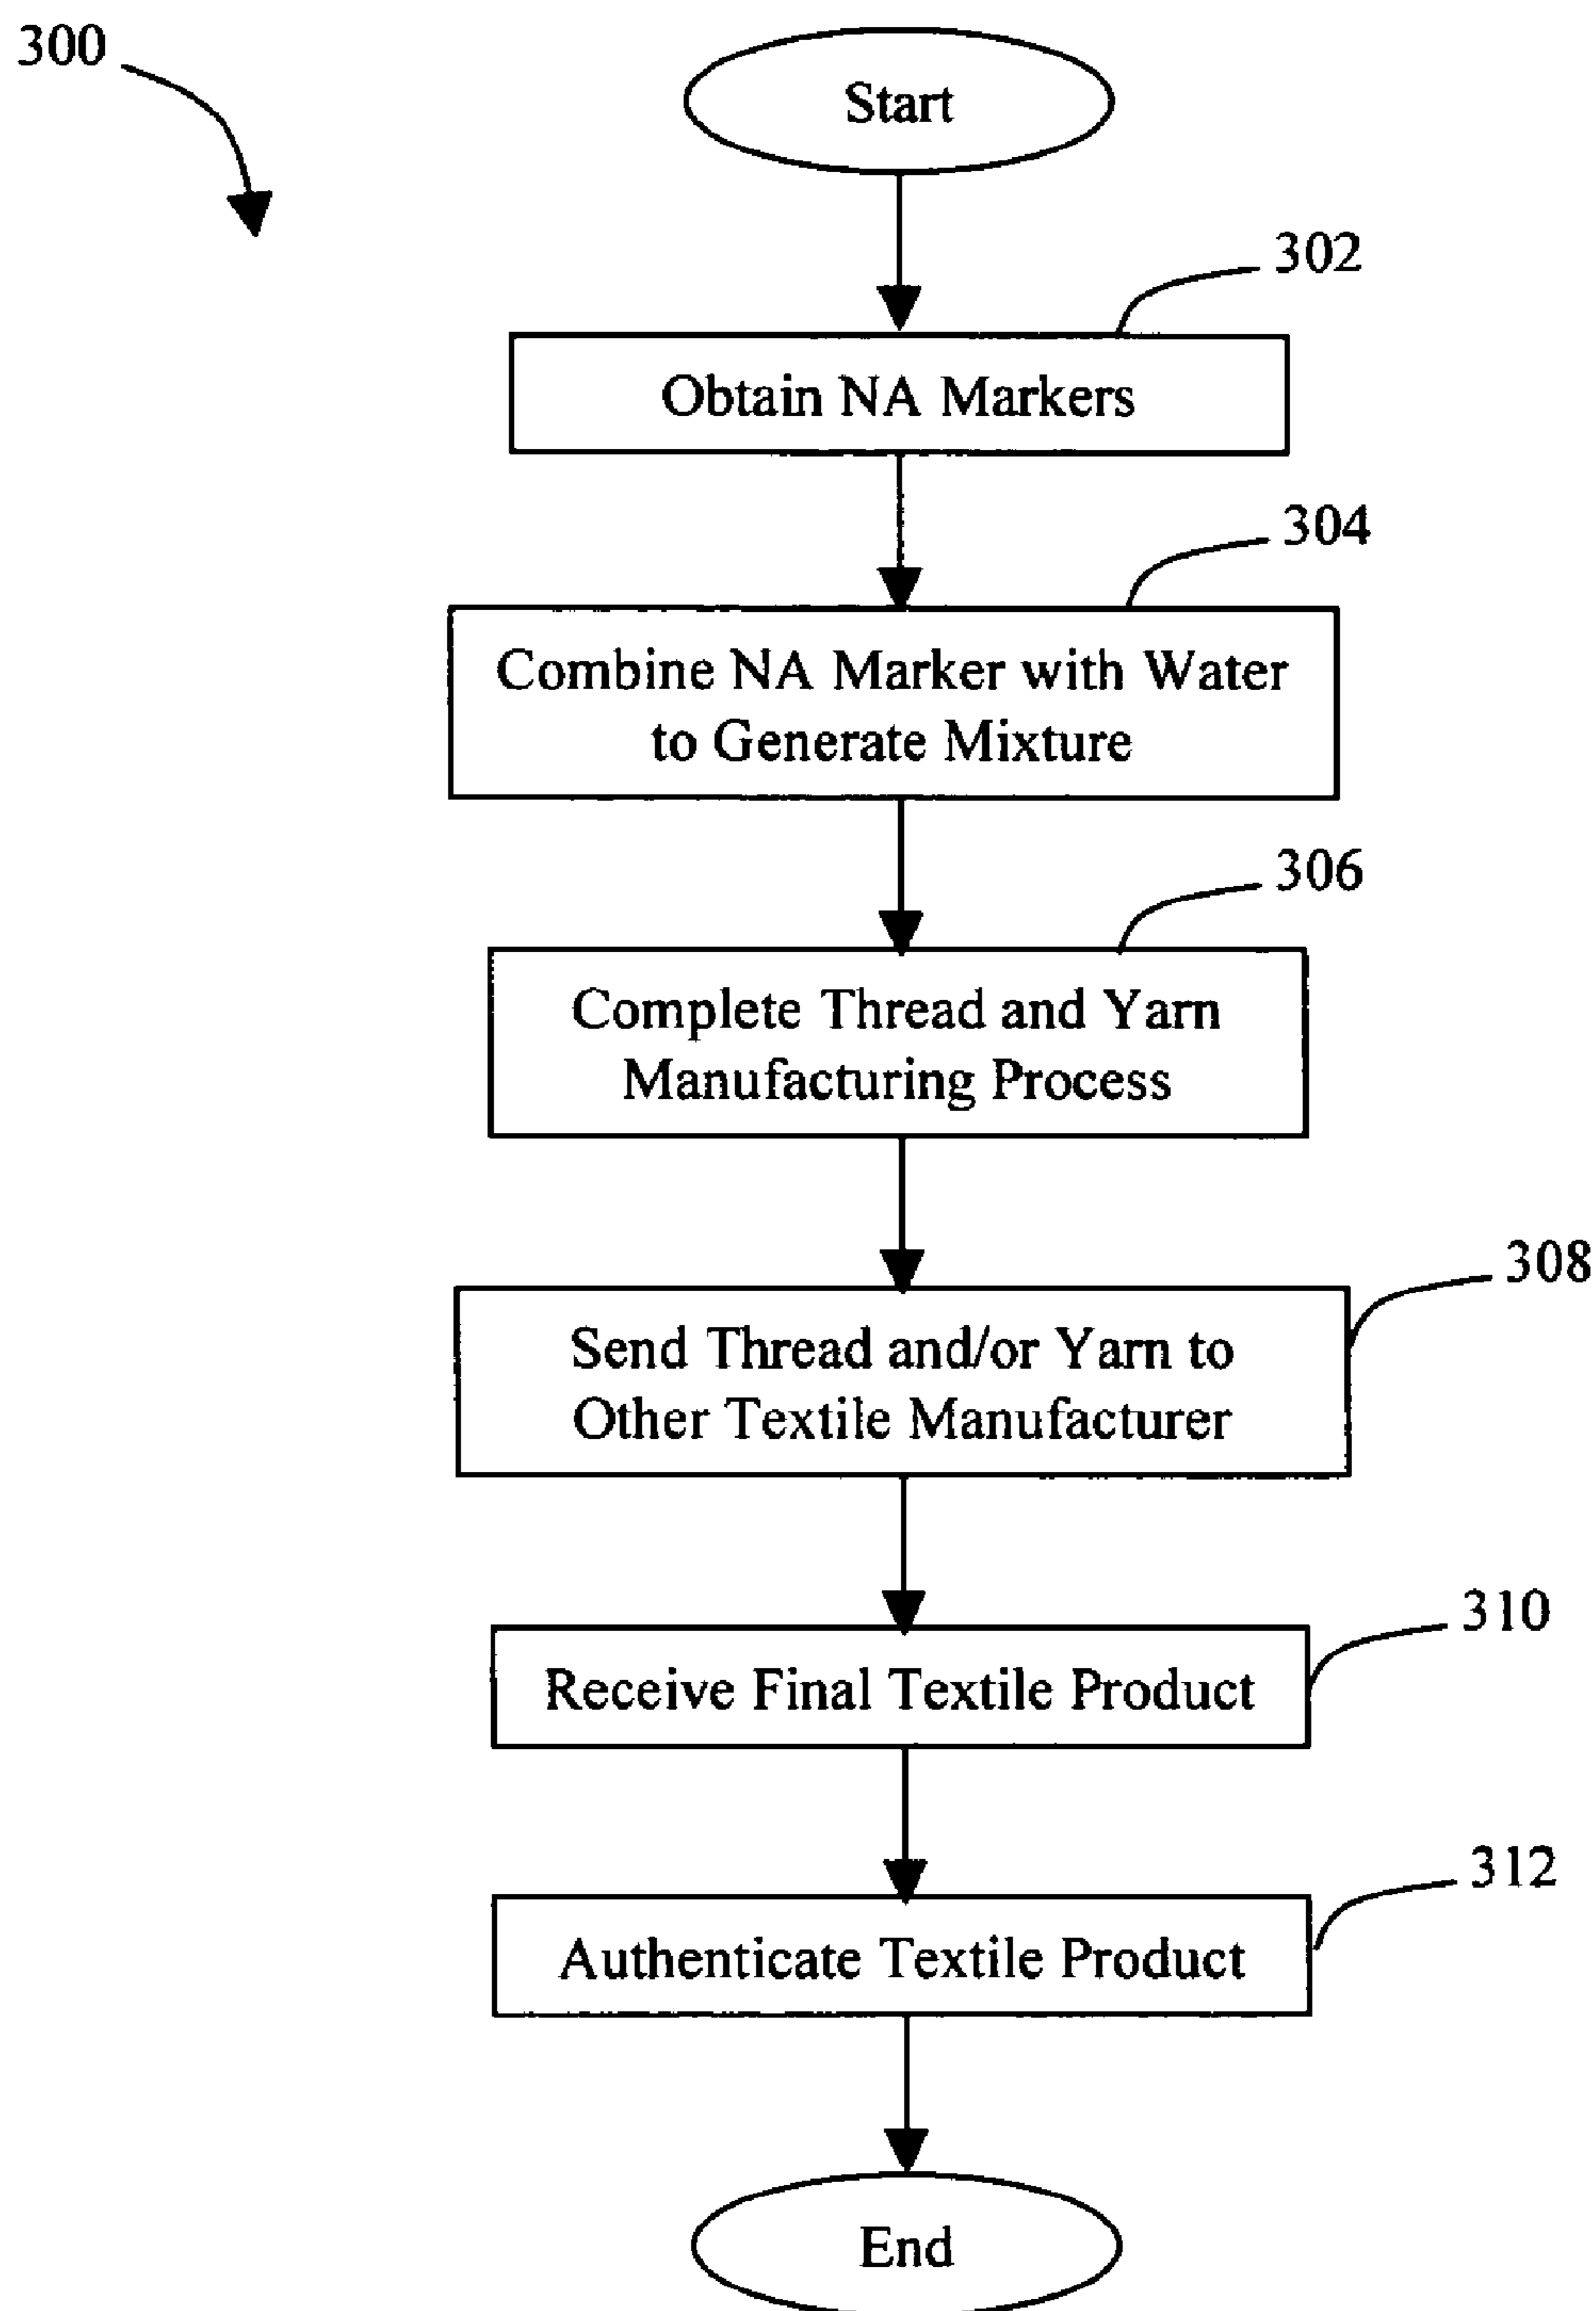 300
Start
302
Obtain NA Markers
304
Combine NA Marker with Water
to Generate Mixture
306
Complete Thread and Yarn
Manufacturing Process
308
Send Thread and/or Yarn to
Other Textile Manufacturer
310
Receive Final Textile Product
312
Authenticate Textile Product
End